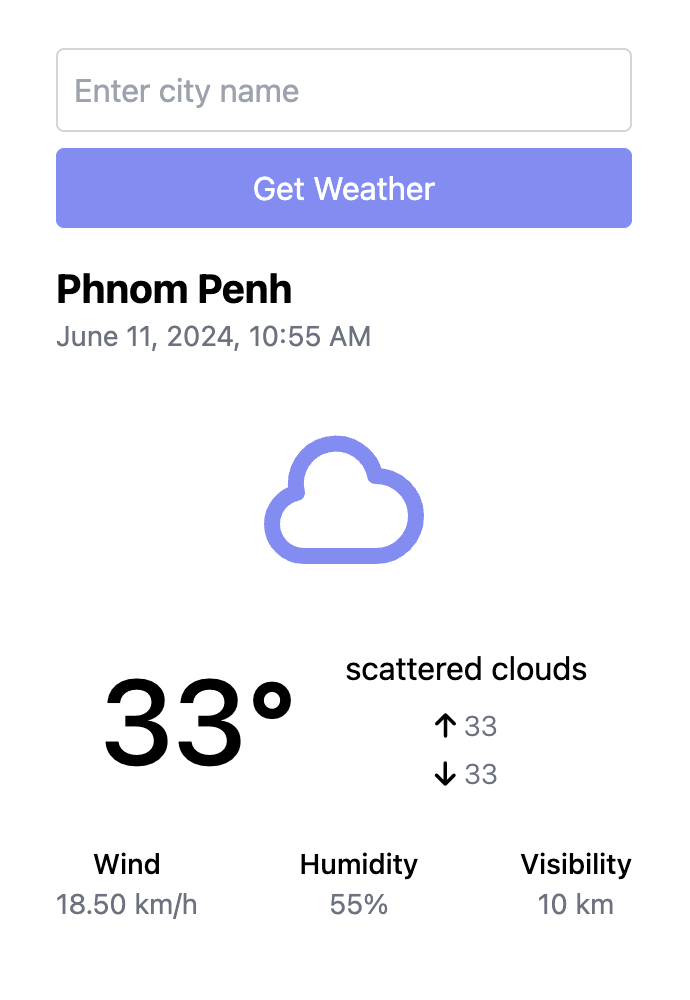 Enter city name
Get Weather
Phnom Penh
June 11, 2024, 10:55 AM
33°
scattered clouds
↑ 33
↓ 33
Wind Humidity Visibility
18.50 km/h 55% 10 km